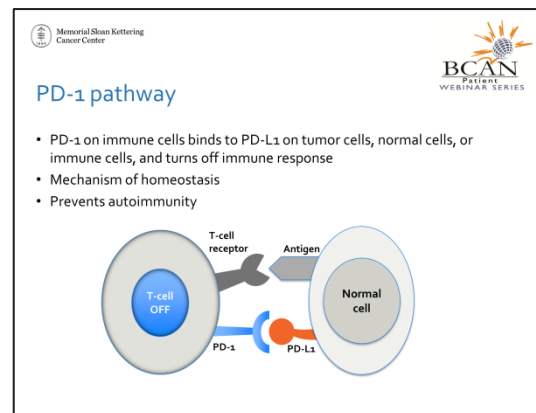 Memorial Sloan Kettering
Cancer Center
BCAN
Patient
WEBINAR SERIES
PD-1 pathway
• PD-1 on immune cells binds to PD-L1 on tumor cells, normal cells, or
immune cells, and turns off immune response
• Mechanism of homeostasis
• Prevents autoimmunity
T-cell
receptor
Antigen
T-cell
OFF
Normal
cell
PD-1
PD-L1